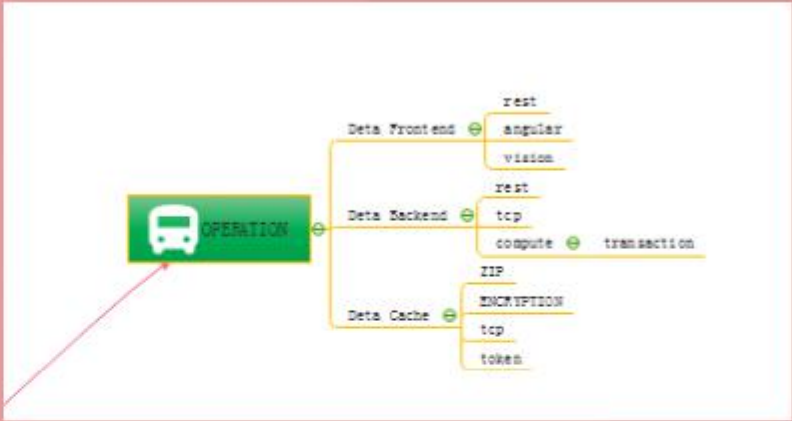 rest
Deta Frontend
angular
vision
rest
OPERATION
Deta Backend
tcp
compute
transaction
ZIP
ENCRYPTION
Deta Cache
tcp
token